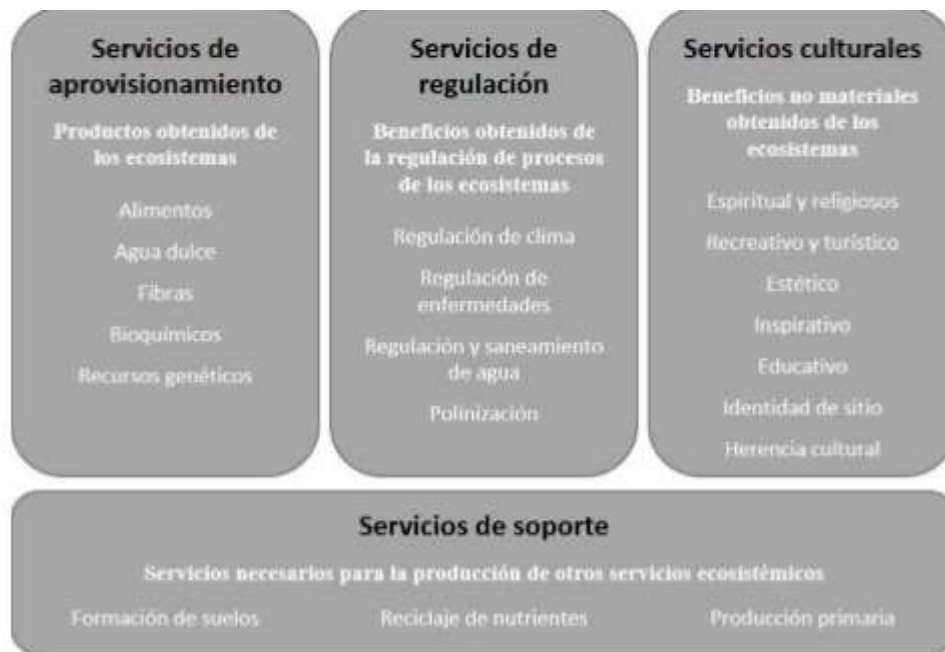 Servicios de
aprovisionamiento
Productos obtenidos de
los ecosistemas
Alimentos
Agua dulce
Fibras
Bioquímicos
Recursos genéticos
Servicios de
regulación
Beneficios obtenidos de
la regulación de procesos
de los ecosistemas
Regulación de clima
Regulación de
enfermedades
Regulación y saneamiento
de agua
Polinización
Servicios culturales
Beneficios no materiales
obtenidos de los
ecosistemas
Espiritual y religiosos
Recreativo y turístico
Estético
Inspirativo
Educativo
Identidad de sitio
Herencia cultural
Servicios de soporte
Servicios necesarios para la producción de otros servicios ecosistémicos
Formación de suelos
Reciclaje de nutrientes
Producción primaria